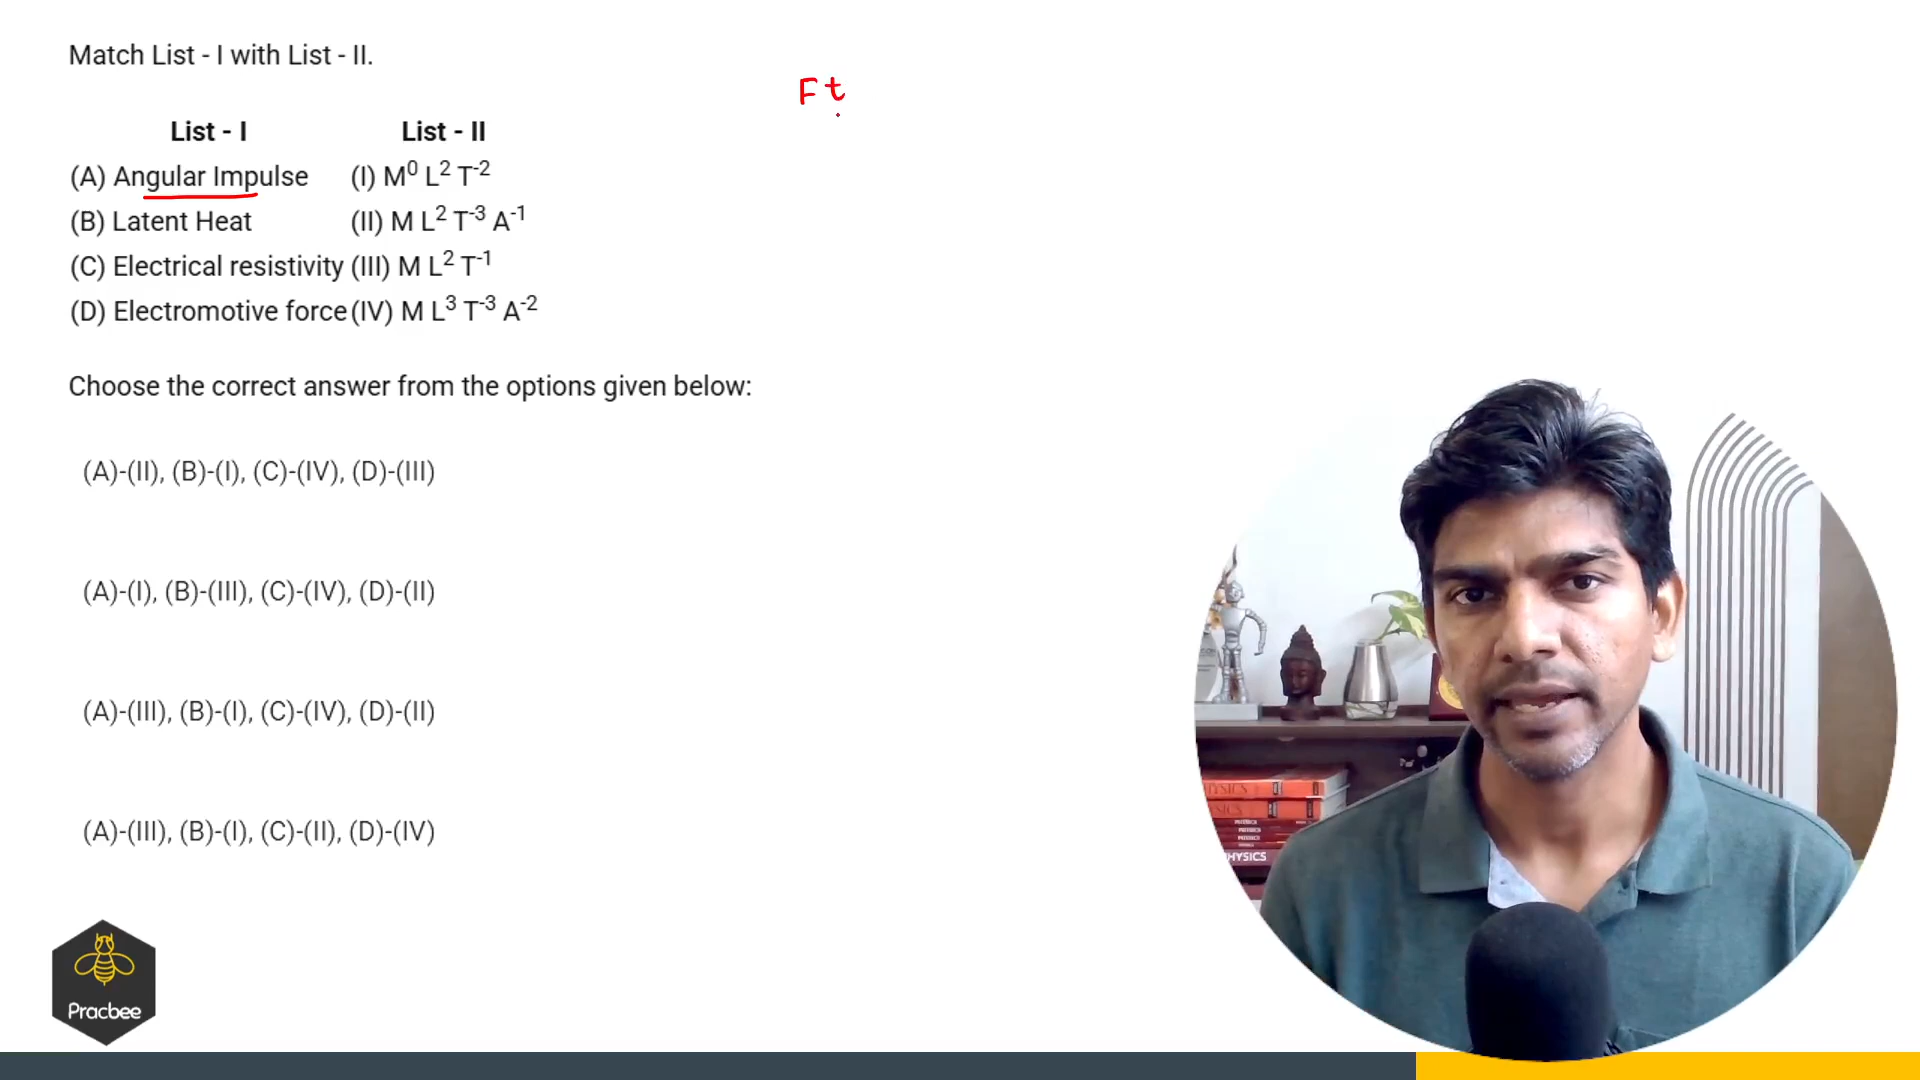 Match List - I with List - II.
Ft
List - I List - II
(A) Angular Impulse (I) M⁰ L² T⁻²
(B) Latent Heat (II) M L² T⁻³ A⁻¹
(C) Electrical resistivity (III) M L² T⁻¹
(D) Electromotive force (IV) M L³ T⁻³ A⁻²
Choose the correct answer from the options given below:
(A)-(II), (B)-(I), (C)-(IV), (D)-(III)
(A)-(I), (B)-(III), (C)-(IV), (D)-(II)
(A)-(III), (B)-(I), (C)-(IV), (D)-(II)
(A)-(III), (B)-(I), (C)-(II), (D)-(IV)
PHYSICS
Pracbee